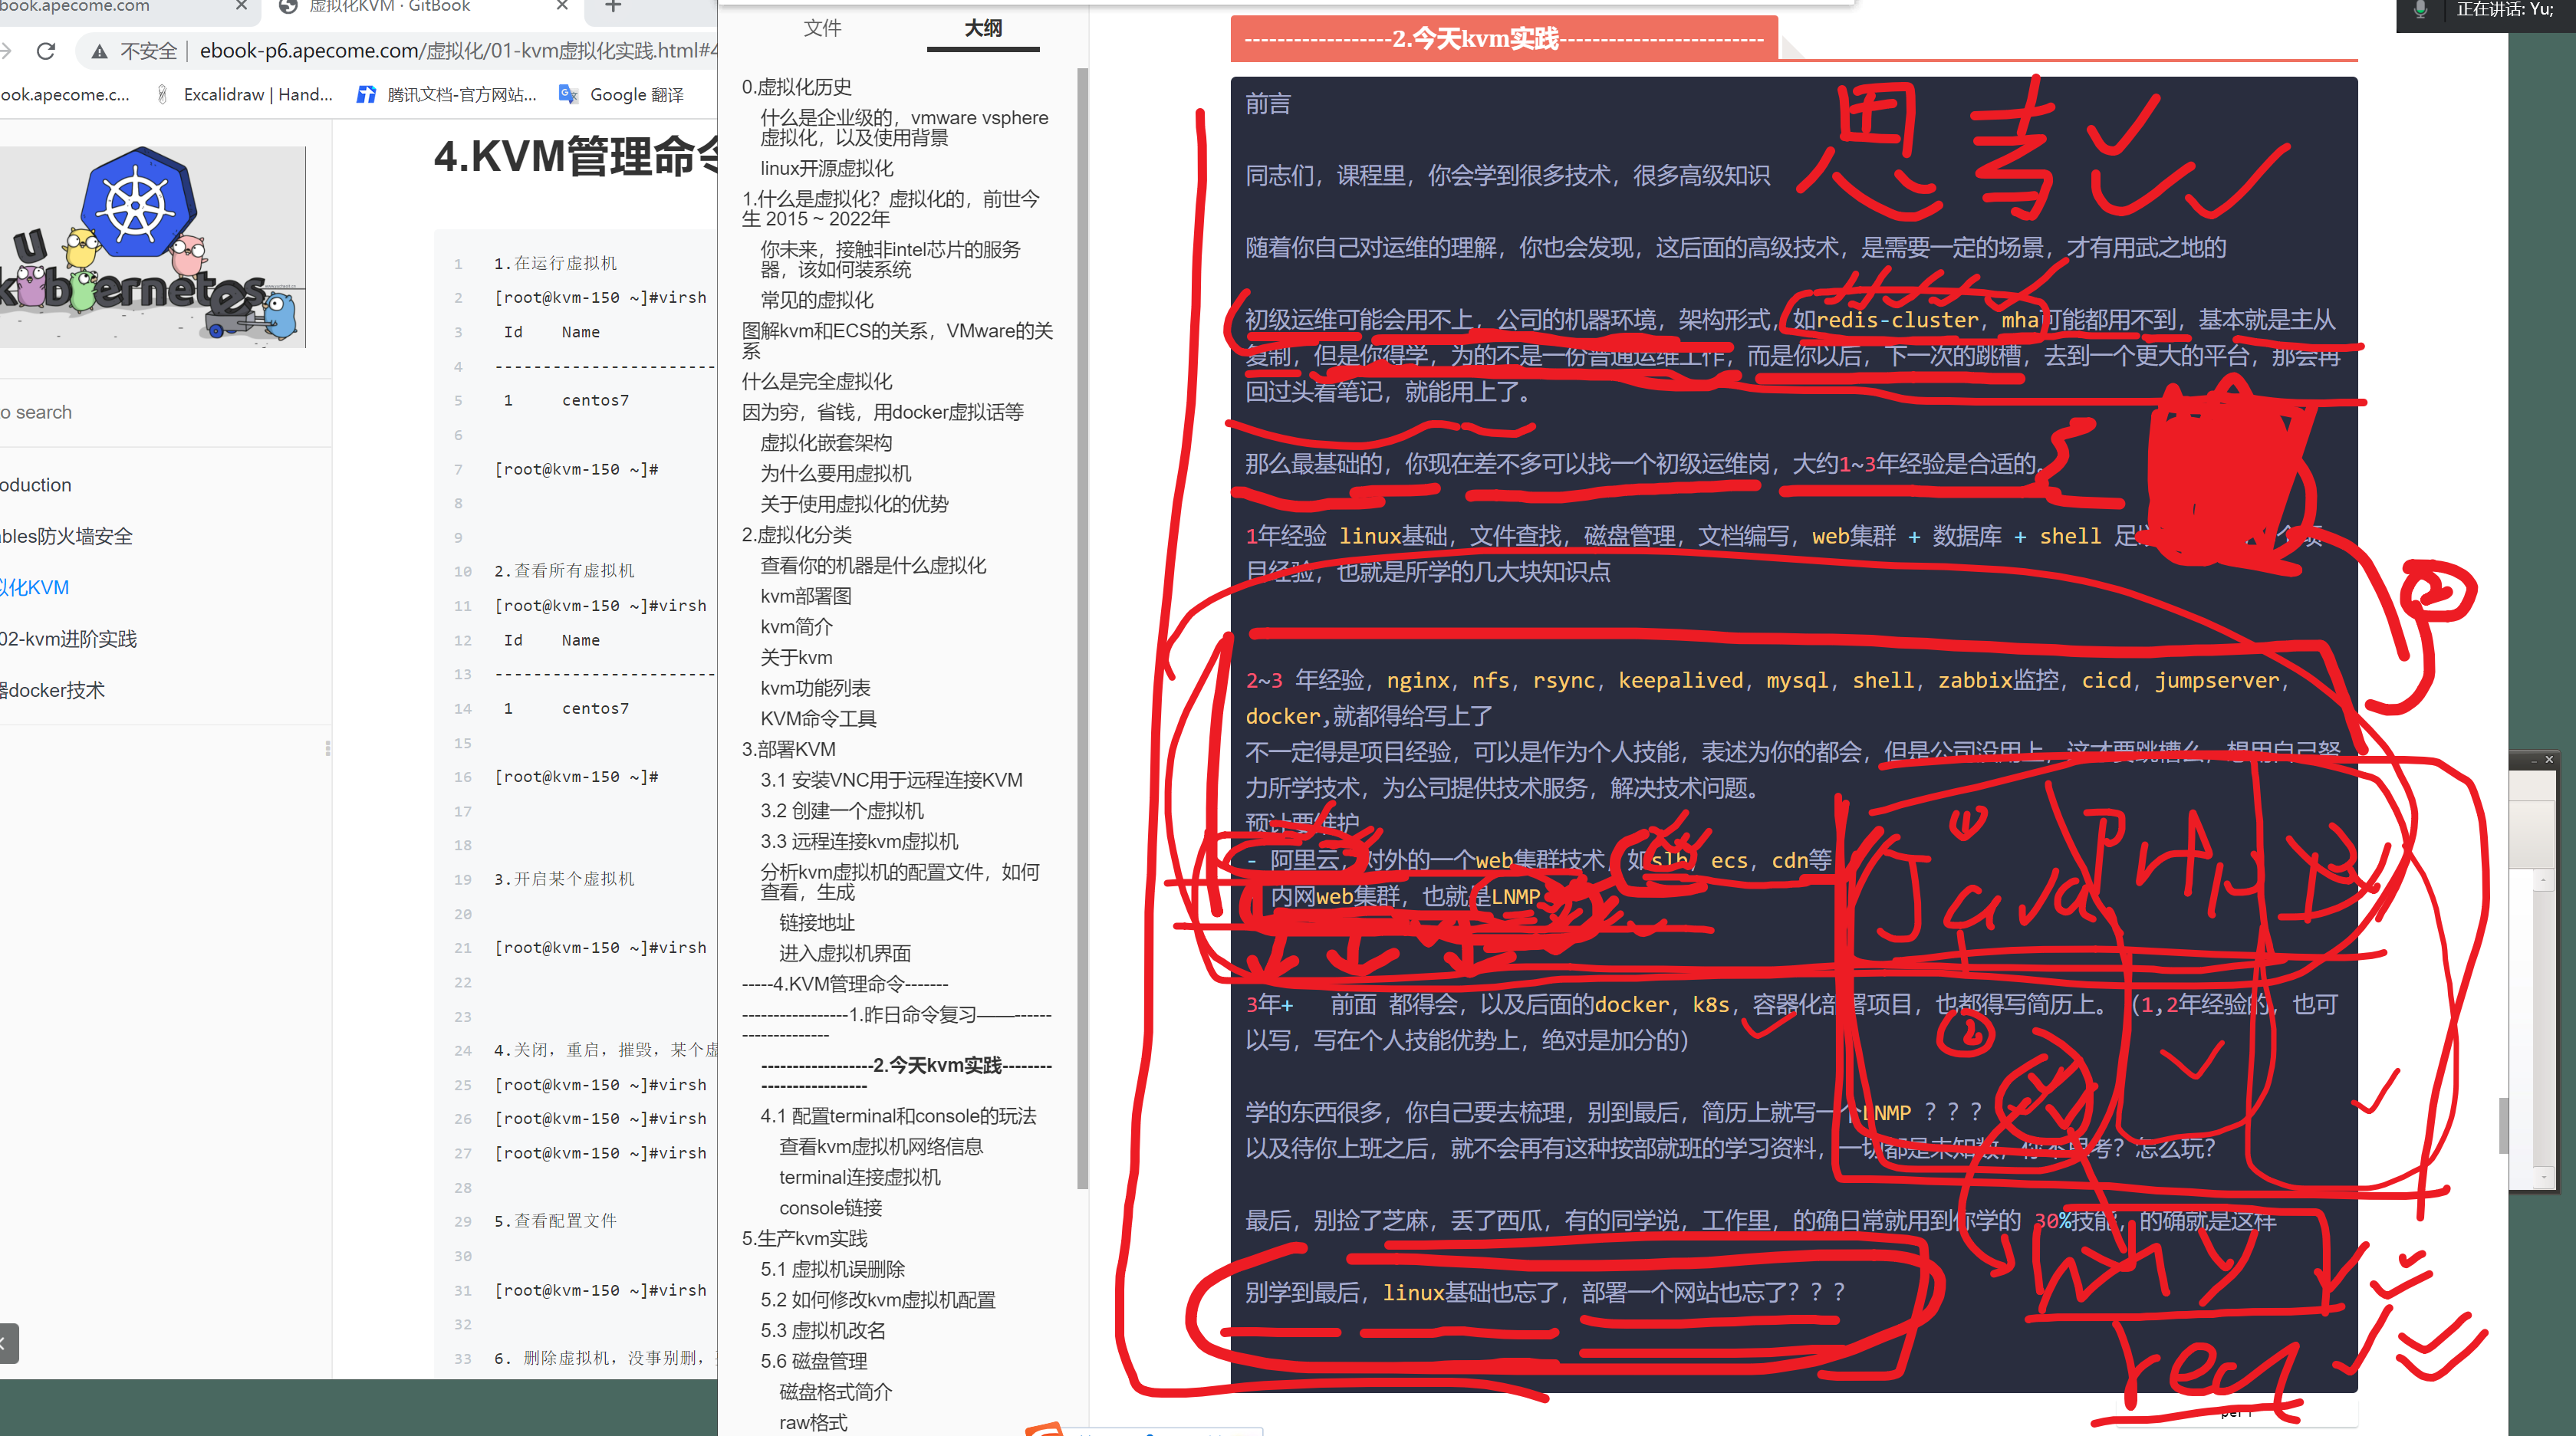 book.apecome.com
虚拟化KVM · GitBook
不安全
ebook-p6.apecome.com/虚拟化/01-kvm虚拟化实践.html#4
ook.apecome.c...
Excalidraw | Hand...
腾讯文档-官方网站...
Google 翻译
kubernetes
o search
oduction
ables防火墙安全
拟化KVM
02-kvm进阶实践
器docker技术
4.KVM管理命令
1 1.在运行虚拟机
2 [root@kvm-150 ~]#virsh
3 Id Name
4 -----------------------
5 1 centos7
6
7 [root@kvm-150 ~]#
8
9
10 2.查看所有虚拟机
11 [root@kvm-150 ~]#virsh
12 Id Name
13 -----------------------
14 1 centos7
15
16 [root@kvm-150 ~]#
17
18
19 3.开启某个虚拟机
20
21 [root@kvm-150 ~]#virsh
22
23
24 4.关闭，重启，摧毁，某个虚
25 [root@kvm-150 ~]#virsh
26 [root@kvm-150 ~]#virsh
27 [root@kvm-150 ~]#virsh
28
29 5.查看配置文件
30
31 [root@kvm-150 ~]#virsh
32
33 6. 删除虚拟机，没事别删，
文件
大纲
0.虚拟化历史
什么是企业级的，vmware vsphere
虚拟化，以及使用背景
linux开源虚拟化
1.什么是虚拟化？虚拟化的，前世今
生 2015 ~ 2022年
你未来，接触非intel芯片的服务
器，该如何装系统
常见的虚拟化
图解kvm和ECS的关系，VMware的关
系
什么是完全虚拟化
因为穷，省钱，用docker虚拟话等
虚拟化嵌套架构
为什么要用虚拟机
关于使用虚拟化的优势
2.虚拟化分类
查看你的机器是什么虚拟化
kvm部署图
kvm简介
关于kvm
kvm功能列表
KVM命令工具
3.部署KVM
3.1 安装VNC用于远程连接KVM
3.2 创建一个虚拟机
3.3 远程连接kvm虚拟机
分析kvm虚拟机的配置文件，如何
查看，生成
链接地址
进入虚拟机界面
-----4.KVM管理命令-------
-----------------1.昨日命令复习——------
--------------
------------------2.今天kvm实践--------
-----------------
4.1 配置terminal和console的玩法
查看kvm虚拟机网络信息
terminal连接虚拟机
console链接
5.生产kvm实践
5.1 虚拟机误删除
5.2 如何修改kvm虚拟机配置
5.3 虚拟机改名
5.6 磁盘管理
磁盘格式简介
raw格式
正在讲话: Yu;
------------------2.今天kvm实践-------------------------
前言
思考
同志们，课程里，你会学到很多技术，很多高级知识
随着你自己对运维的理解，你也会发现，这后面的高级技术，是需要一定的场景，才有用武之地的
初级运维可能会用不上，公司的机器环境，架构形式，如redis-cluster，mha可能都用不到，基本就是主从
复制，但是你得学，为的不是一份普通运维工作，而是你以后，下一次的跳槽，去到一个更大的平台，那会再
回过头看笔记，就能用上了。
那么最基础的，你现在差不多可以找一个初级运维岗，大约1~3年经验是合适的。
1年经验 linux基础，文件查找，磁盘管理，文档编写，web集群 + 数据库 + shell
目经验，也就是所学的几大块知识点
2~3 年经验，nginx，nfs，rsync，keepalived，mysql，shell，zabbix监控，cicd，jumpserver，
docker,就都得给写上了
不一定得是项目经验，可以是作为个人技能，表述为你的都会，但是公司没用上，这才要跳槽么，想用自己努
力所学技术，为公司提供技术服务，解决技术问题。
预计要维护
- 阿里云，对外的一个web集群技术，如slb，ecs，cdn等
内网web集群，也就是LNMP
Java
3年+ 前面 都得会，以及后面的docker，k8s，容器化部署项目，也都得写简历上。 (1,2年经验的，也可
以写，写在个人技能优势上，绝对是加分的)
学的东西很多，你自己要去梳理，别到最后，简历上就写一个LNMP ？？？
以及待你上班之后，就不会再有这种按部就班的学习资料，一切都是未知数，你不思考？怎么玩？
最后，别捡了芝麻，丢了西瓜，有的同学说，工作里，的确日常就用到你学的 30%技能，的确就是这样
别学到最后，linux基础也忘了，部署一个网站也忘了？？？